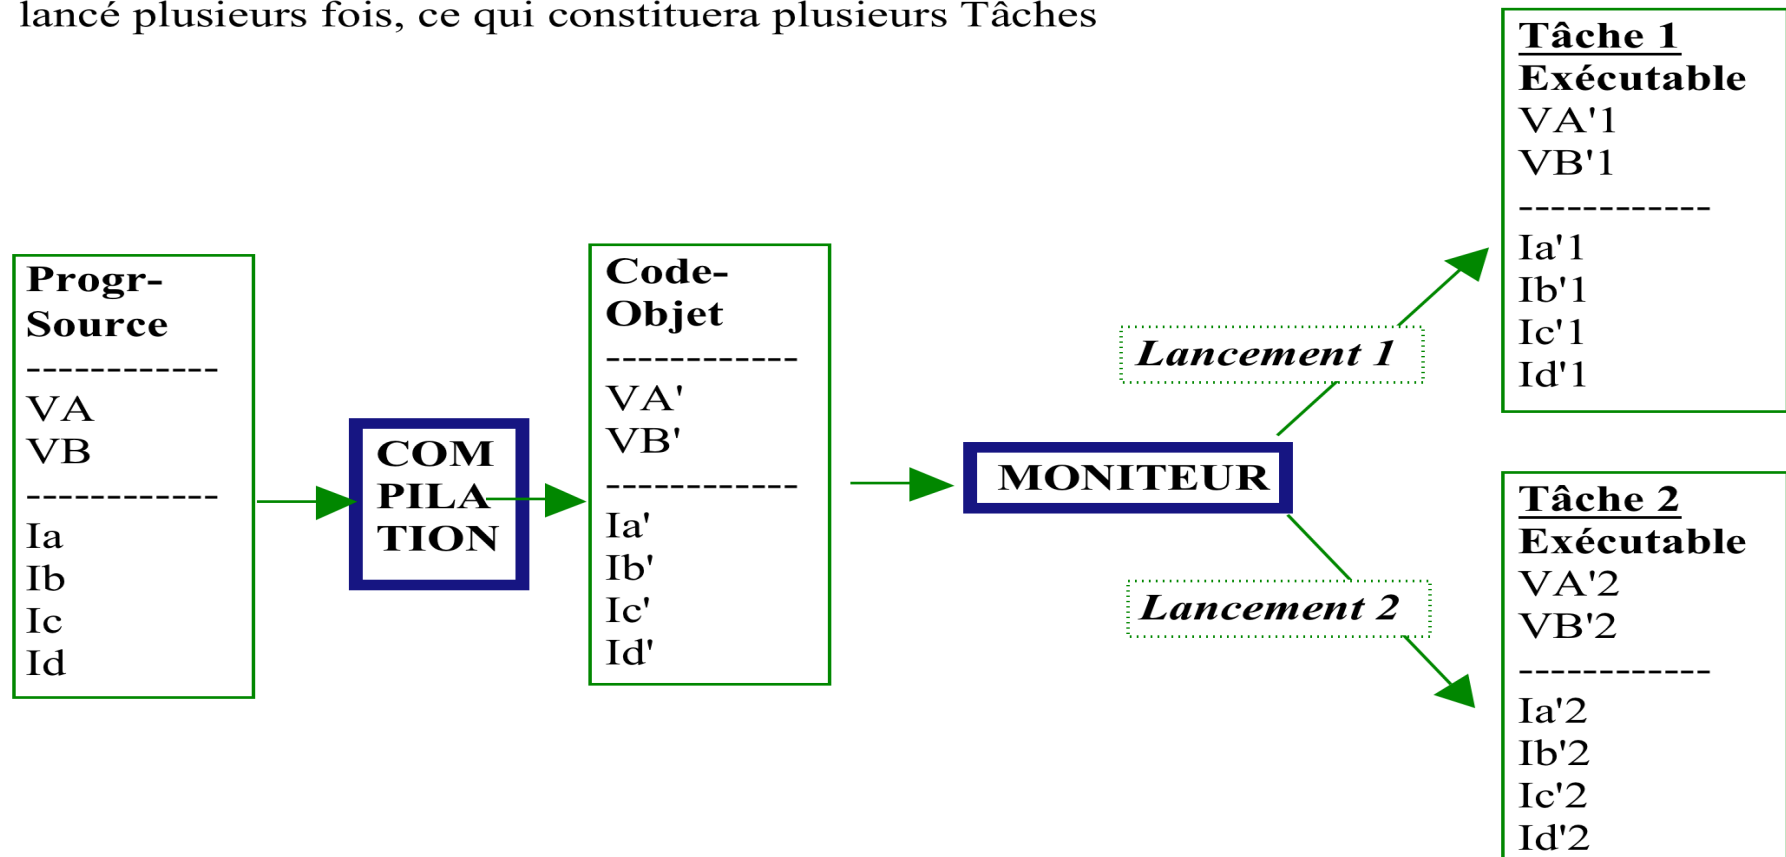 lancé plusieurs fois, ce qui constituera plusieurs Tâches
Progr-
Source
------------
VA
VB
------------
Ia
Ib
Ic
Id
COM
PILA
TION
Code-
Objet
------------
VA'
VB'
------------
Ia'
Ib'
Ic'
Id'
MONITEUR
Lancement 1
Lancement 2
Tâche 1
Exécutable
VA'1
VB'1
------------
Ia'1
Ib'1
Ic'1
Id'1
Tâche 2
Exécutable
VA'2
VB'2
------------
Ia'2
Ib'2
Ic'2
Id'2